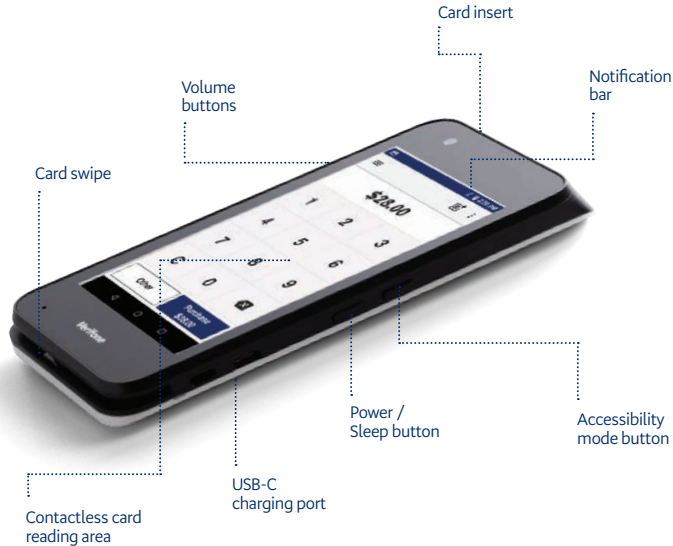 Card insert
Notification
bar
Volume
buttons
Card swipe
$28.00
1
2
3
4
5
6
7
8
9
C
0
Other
Purchase
$28.00
Verifone
Power /
Sleep button
Accessibility
mode button
USB-C
charging port
Contactless card
reading area